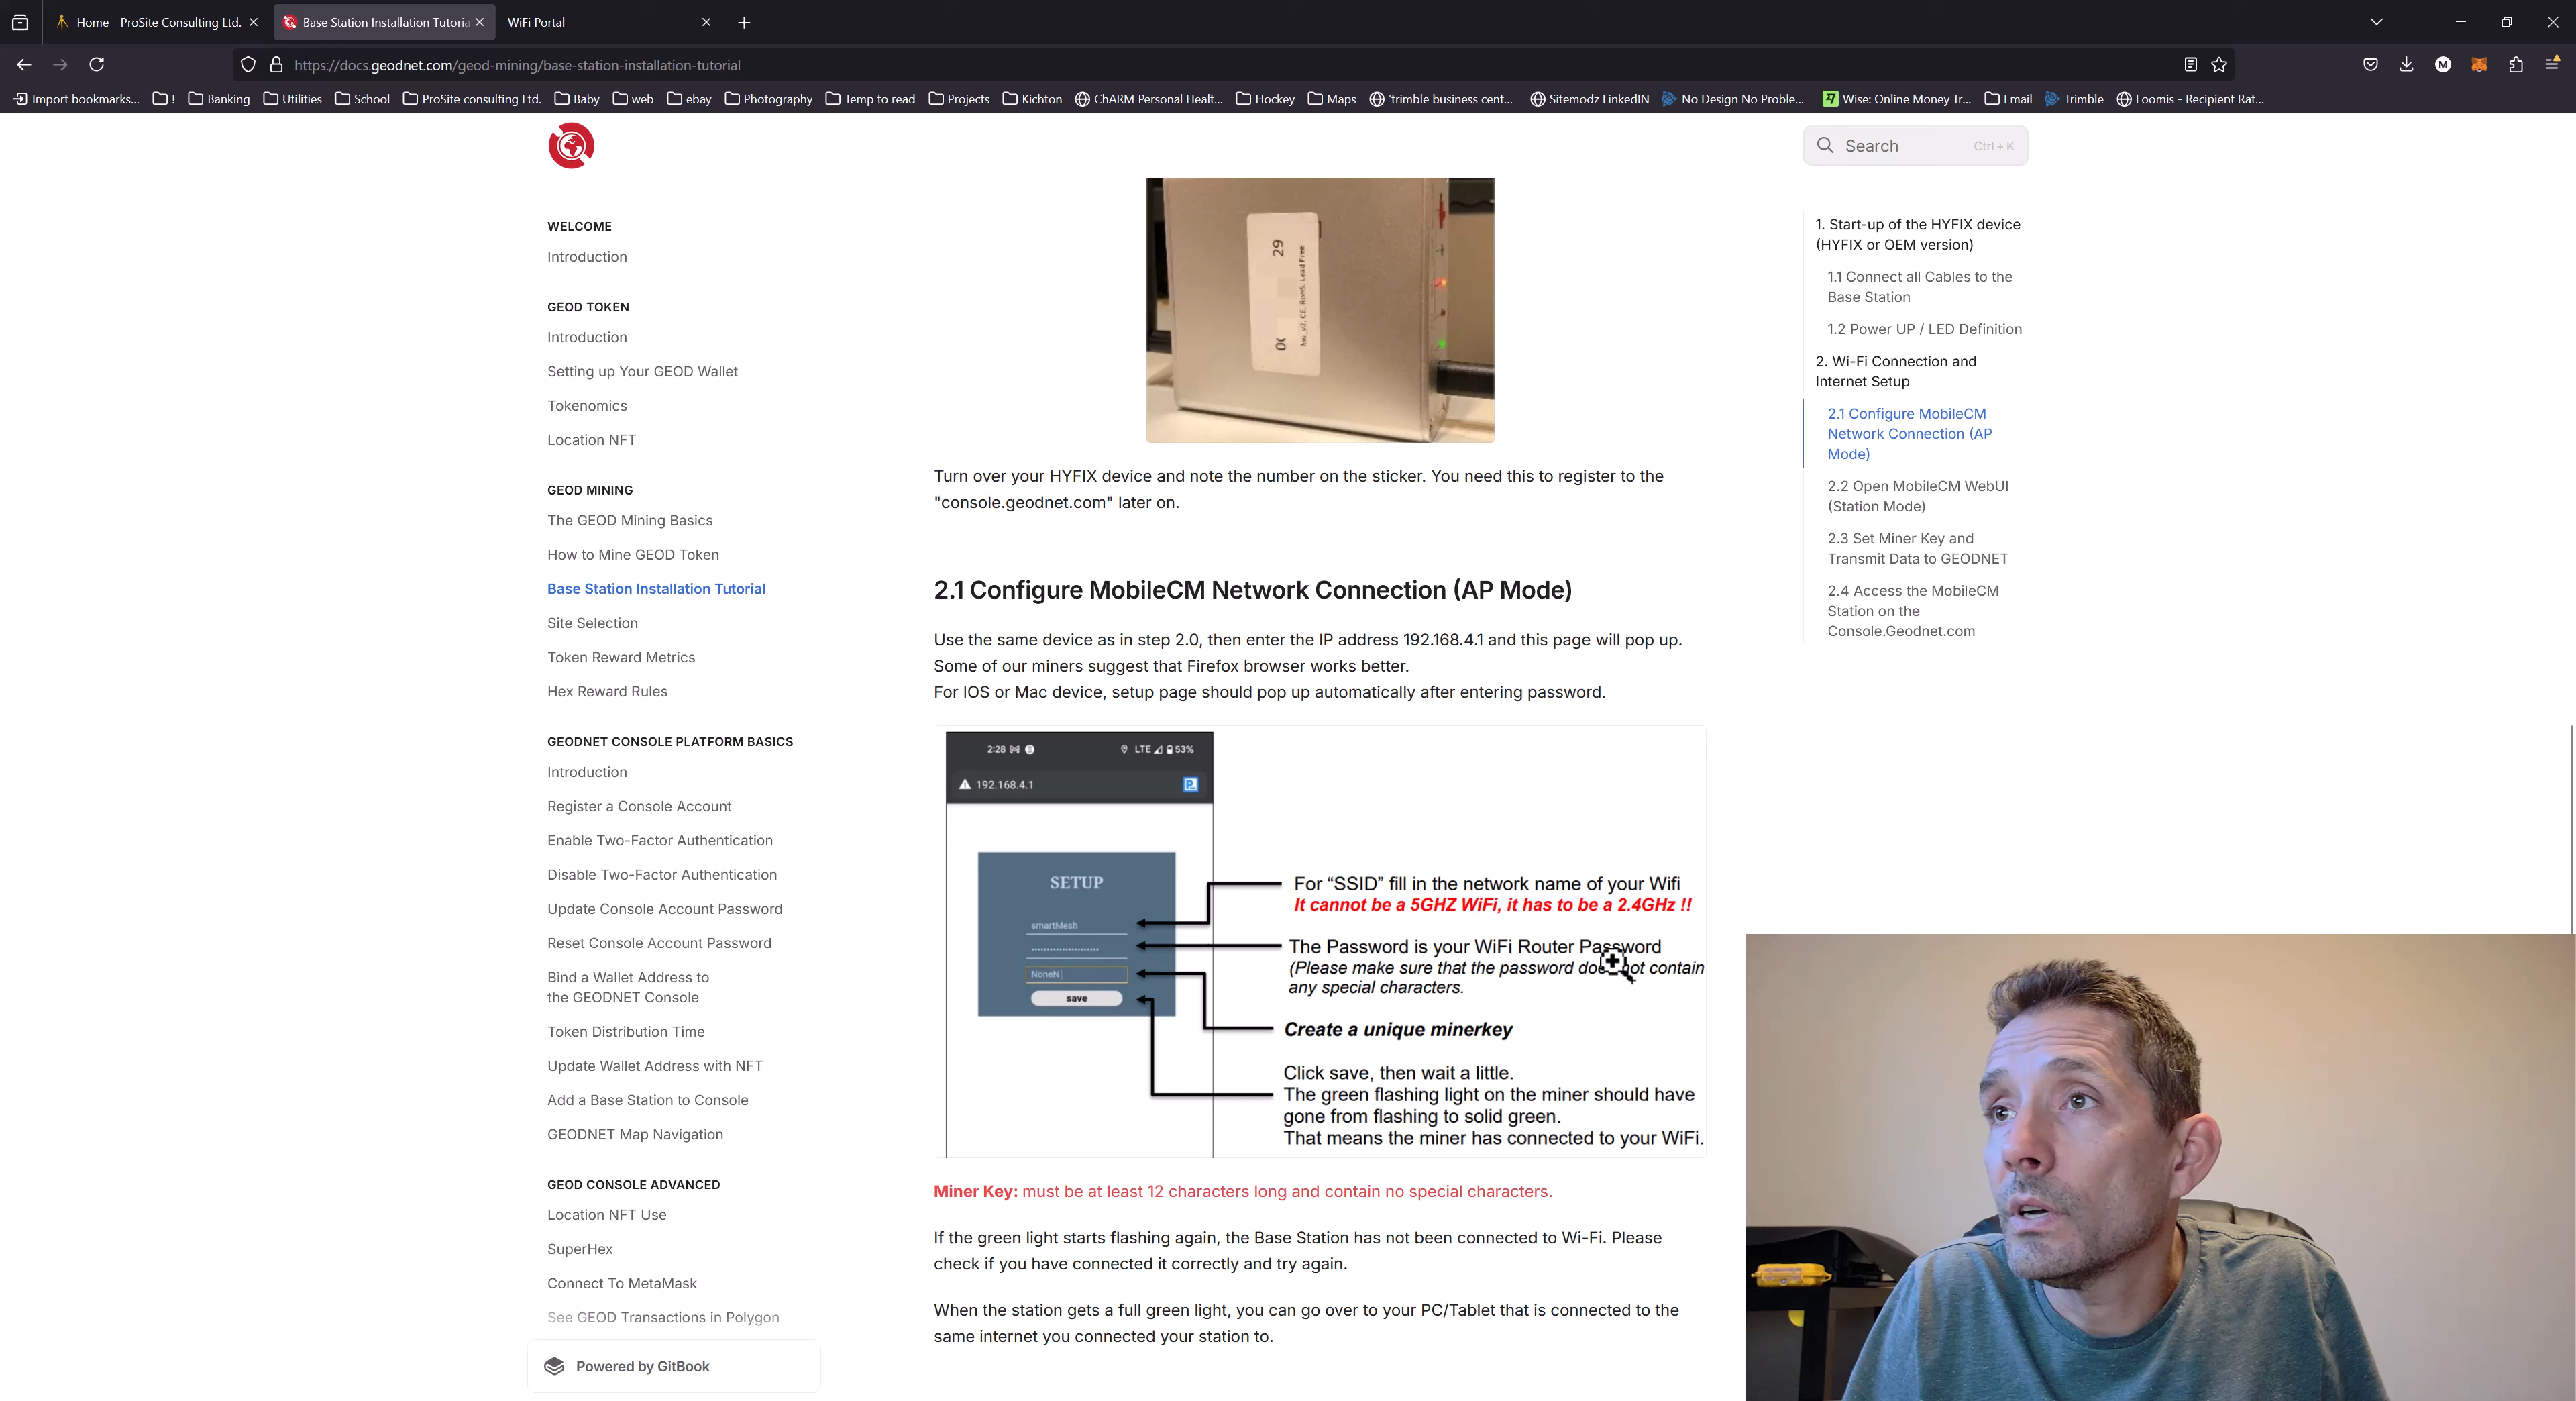 Home - ProSite Consulting Ltd.
Base Station Installation Tutoria
WiFi Portal
https://docs.geodnet.com/geod-mining/base-station-installation-tutorial
Import bookmarks... ! Banking Utilities School ProSite consulting Ltd. Baby web ebay Photography Temp to read Projects Kichton ChARM Personal Healt... Hockey Maps 'trimble business cent... Sitemodz LinkedIN No Design No Proble... Wise: Online Money Tr... Email Trimble Loomis - Recipient Rat...
Search Ctrl + K
WELCOME
Introduction
GEOD TOKEN
Introduction
Setting up Your GEOD Wallet
Tokenomics
Location NFT
GEOD MINING
The GEOD Mining Basics
How to Mine GEOD Token
Base Station Installation Tutorial
Site Selection
Token Reward Metrics
Hex Reward Rules
GEODNET CONSOLE PLATFORM BASICS
Introduction
Register a Console Account
Enable Two-Factor Authentication
Disable Two-Factor Authentication
Update Console Account Password
Reset Console Account Password
Bind a Wallet Address to
the GEODNET Console
Token Distribution Time
Update Wallet Address with NFT
Add a Base Station to Console
GEODNET Map Navigation
GEOD CONSOLE ADVANCED
Location NFT Use
SuperHex
Connect To MetaMask
See GEOD Transactions in Polygon
Powered by GitBook
29
hw_v2, CE, RoHS, Lead Free
Turn over your HYFIX device and note the number on the sticker. You need this to register to the
"console.geodnet.com" later on.
2.1 Configure MobileCM Network Connection (AP Mode)
Use the same device as in step 2.0, then enter the IP address 192.168.4.1 and this page will pop up.
Some of our miners suggest that Firefox browser works better.
For IOS or Mac device, setup page should pop up automatically after entering password.
2:28 LTE 53%
192.168.4.1
SETUP
smartMesh
NoneN
save
For “SSID” fill in the network name of your Wifi
It cannot be a 5GHZ WiFi, it has to be a 2.4GHz !!
The Password is your WiFi Router Password
(Please make sure that the password does not contain
any special characters.
Create a unique minerkey
Click save, then wait a little.
The green flashing light on the miner should have
gone from flashing to solid green.
That means the miner has connected to your WiFi.
Miner Key: must be at least 12 characters long and contain no special characters.
If the green light starts flashing again, the Base Station has not been connected to Wi-Fi. Please
check if you have connected it correctly and try again.
When the station gets a full green light, you can go over to your PC/Tablet that is connected to the
same internet you connected your station to.
1. Start-up of the HYFIX device
(HYFIX or OEM version)
1.1 Connect all Cables to the
Base Station
1.2 Power UP / LED Definition
2. Wi-Fi Connection and
Internet Setup
2.1 Configure MobileCM
Network Connection (AP
Mode)
2.2 Open MobileCM WebUI
(Station Mode)
2.3 Set Miner Key and
Transmit Data to GEODNET
2.4 Access the MobileCM
Station on the
Console.Geodnet.com